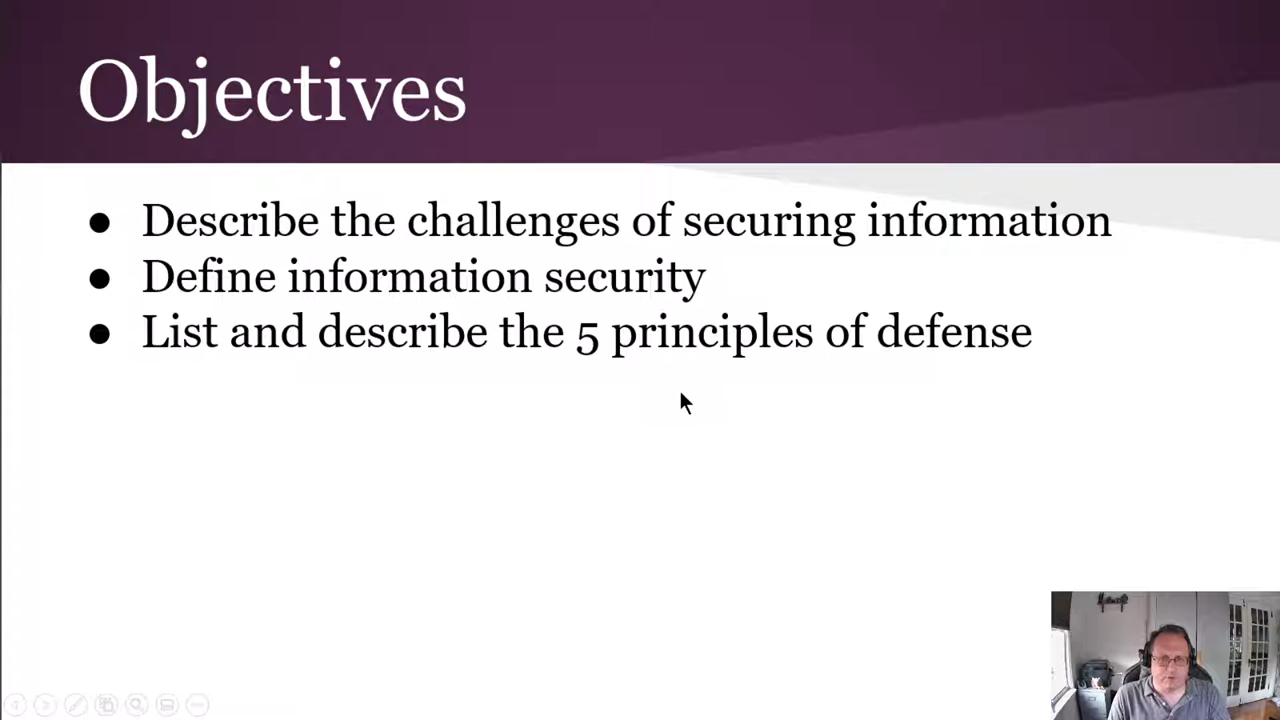 Objectives
● Describe the challenges of securing information
● Define information security
● List and describe the 5 principles of defense